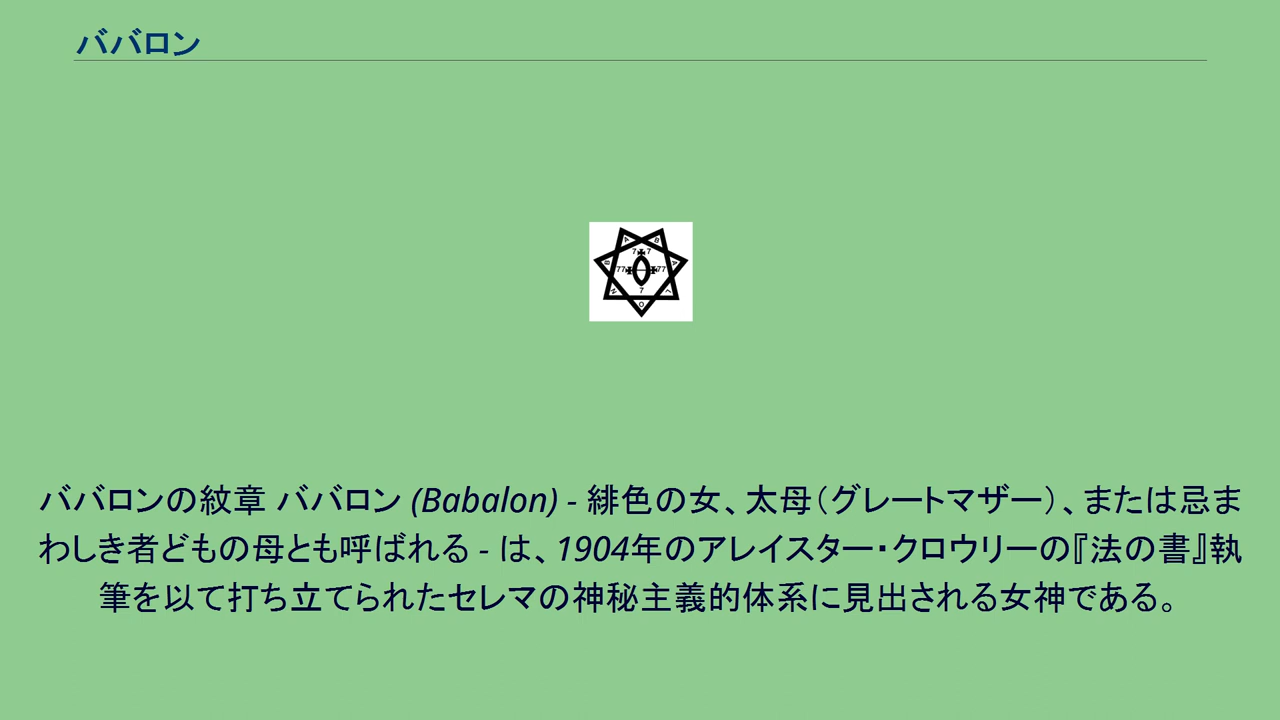 ババロン
A B
7 7
B A
77 77
7
N L
O
ババロンの紋章 ババロン (Babalon) - 緋色の女、太母（グレートマザー）、または忌ま
わしき者どもの母とも呼ばれる - は、1904年のアレイスター・クロウリーの『法の書』執
筆を以て打ち立てられたセレマの神秘主義的体系に見出される女神である。